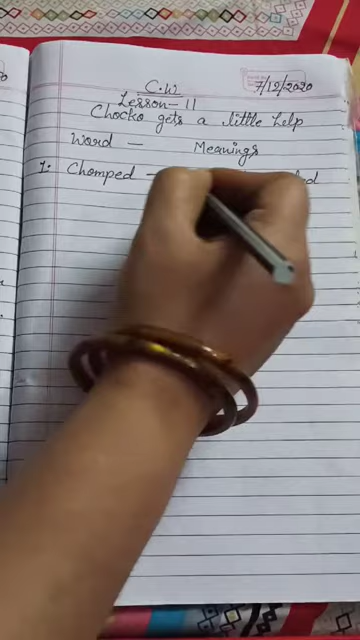 C.W
7/12/2020
Lesson-11
Chocko gets a little help
Word — Meanings
1: Chomped —